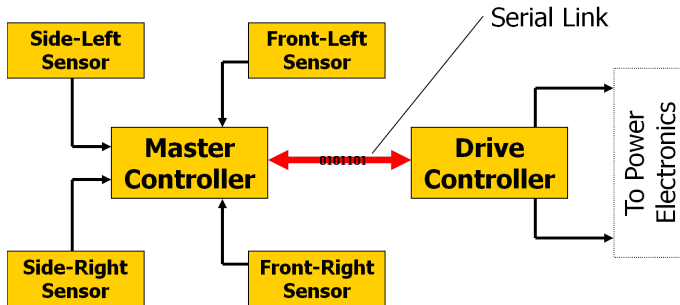 Serial Link
Side-Left
Sensor
Front-Left
Sensor
Master
Controller
0101101
Drive
Controller
To Power
Electronics
Side-Right
Sensor
Front-Right
Sensor